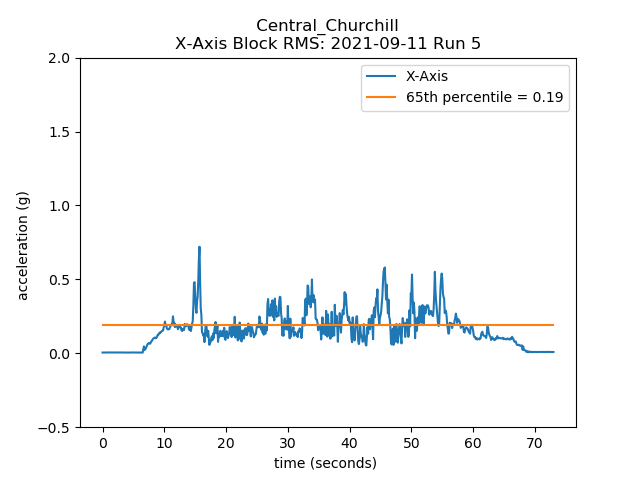 Central_Churchill
X-Axis Block RMS: 2021-09-11 Run 5
X-Axis
65th percentile = 0.19
2.0
1.5
1.0
0.5
0.0
−0.5
acceleration (g)
0 10 20 30 40 50 60 70
time (seconds)